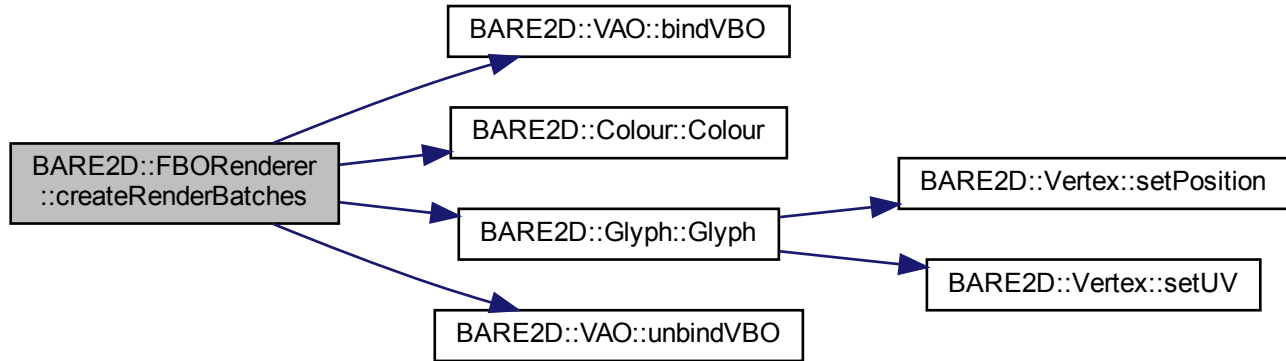 BARE2D::VAO::bindVBO
BARE2D::Colour::Colour
BARE2D::FBORenderer
::createRenderBatches
BARE2D::Vertex::setPosition
BARE2D::Glyph::Glyph
BARE2D::Vertex::setUV
BARE2D::VAO::unbindVBO